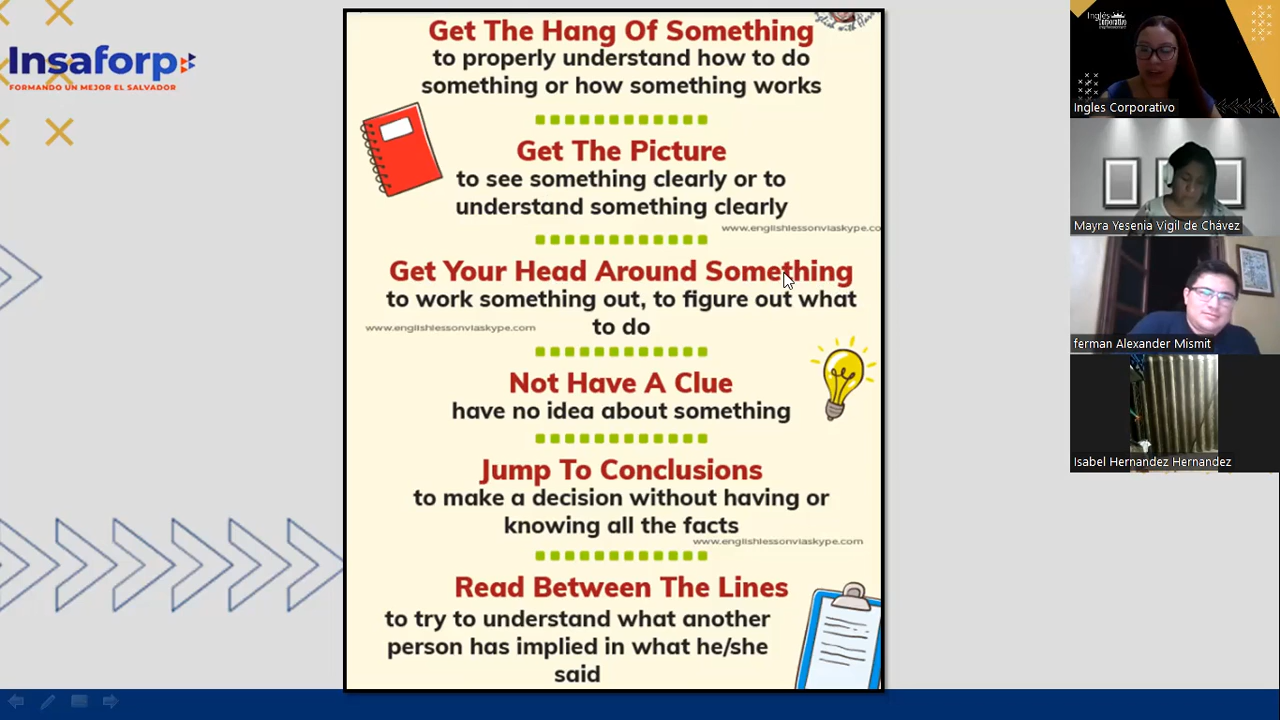 Insaforp
FORMANDO UN MEJOR EL SALVADOR
Get The Hang Of Something
to properly understand how to do
something or how something works
Get The Picture
to see something clearly or to
understand something clearly
www.englishlessonviaskype.co
Get Your Head Around Something
to work something out, to figure out what
to do
www.englishlessonviaskype.com
Not Have A Clue
have no idea about something
Jump To Conclusions
to make a decision without having or
knowing all the facts
www.englishlessonviaskype.com
Read Between The Lines
to try to understand what another
person has implied in what he/she
said
Inglés
Corporativo
Ingles Corporativo
Mayra Yesenia Vigil de Chávez
ferman Alexander Mismit
Isabel Hernandez Hernandez